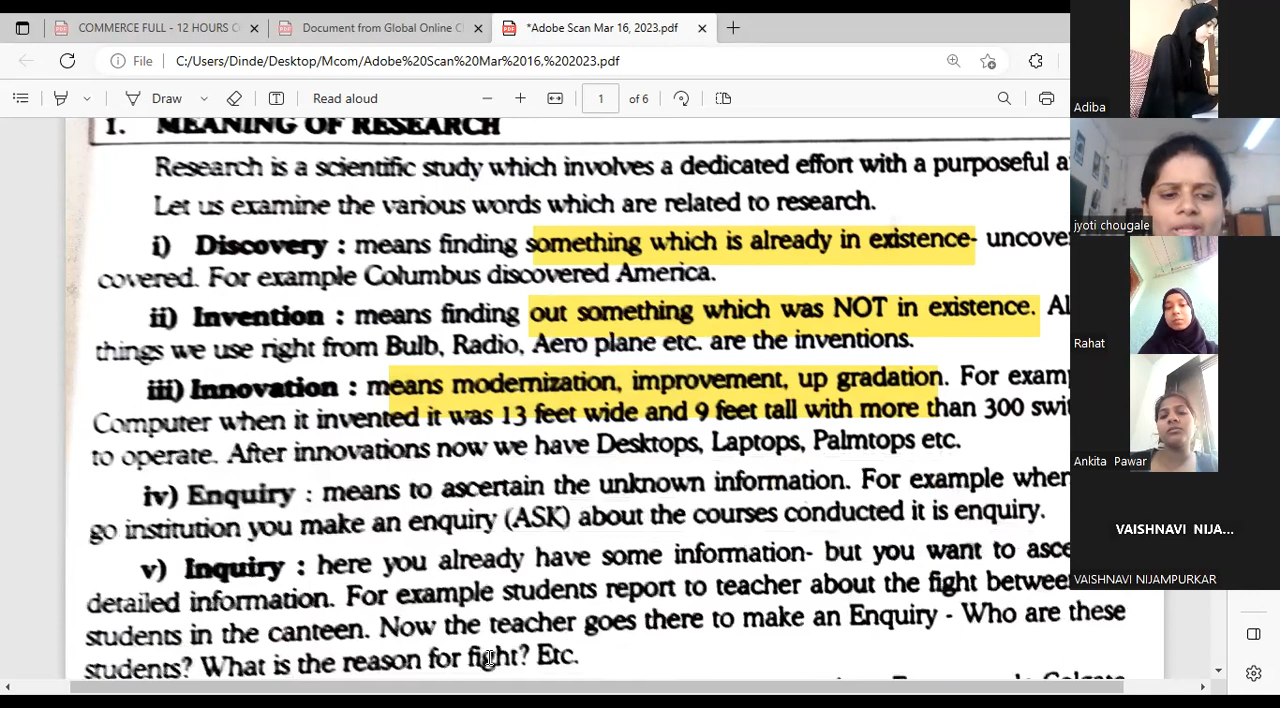 COMMERCE FULL - 12 HOURS
Document from Global Online C
*Adobe Scan Mar 16, 2023.pdf
File
C:/Users/Dinde/Desktop/Mcom/Adobe%20Scan%20Mar%2016,%202023.pdf
Draw
Read aloud
1
of 6
1. MEANING OF RESEARCH
Research is a scientific study which involves a dedicated effort with a purposeful a
Let us examine the various words which are related to research.
i) Discovery : means finding something which is already in existence- uncove
covered. For example Columbus discovered America.
ii) Invention : means finding out something which was NOT in existence. Al
things we use right from Bulb, Radio, Aero plane etc. are the inventions.
iii) Innovation : means modernization, improvement, up gradation. For exam
Computer when it invented it was 13 feet wide and 9 feet tall with more than 300 swi
to operate. After innovations now we have Desktops, Laptops, Palmtops etc.
iv) Enquiry : means to ascertain the unknown information. For example when
go institution you make an enquiry (ASK) about the courses conducted it is enquiry.
v) Inquiry : here you already have some information- but you want to asce
detailed information. For example students report to teacher about the fight between
students in the canteen. Now the teacher goes there to make an Enquiry - Who are these
students? What is the reason for fight? Etc.
Adiba
jyoti chougale
Rahat
Ankita Pawar
VAISHNAVI NIJA...
VAISHNAVI NIJAMPURKAR